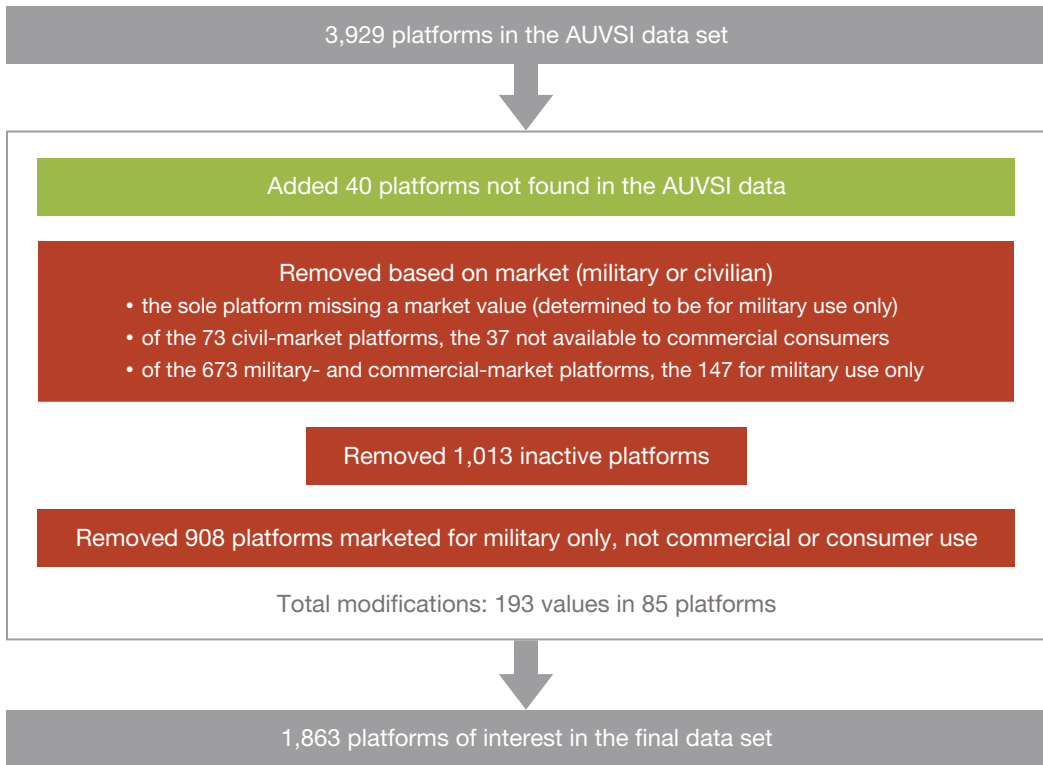 3,929 platforms in the AUVSI data set
Added 40 platforms not found in the AUVSI data
Removed based on market (military or civilian)
• the sole platform missing a market value (determined to be for military use only)
• of the 73 civil-market platforms, the 37 not available to commercial consumers
• of the 673 military- and commercial-market platforms, the 147 for military use only
Removed 1,013 inactive platforms
Removed 908 platforms marketed for military only, not commercial or consumer use
Total modifications: 193 values in 85 platforms
1,863 platforms of interest in the final data set